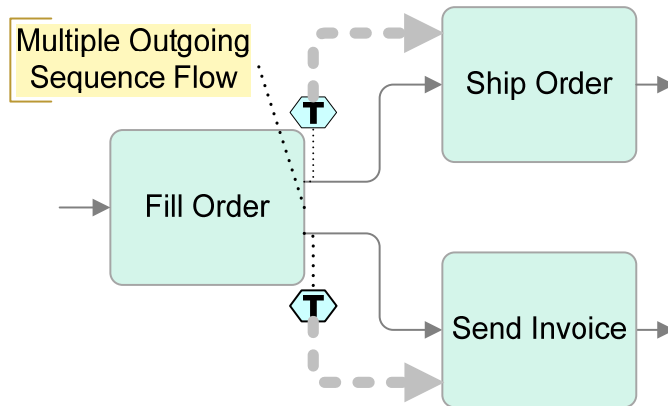 Multiple Outgoing
Sequence Flow
T
Ship Order
Fill Order
T
Send Invoice